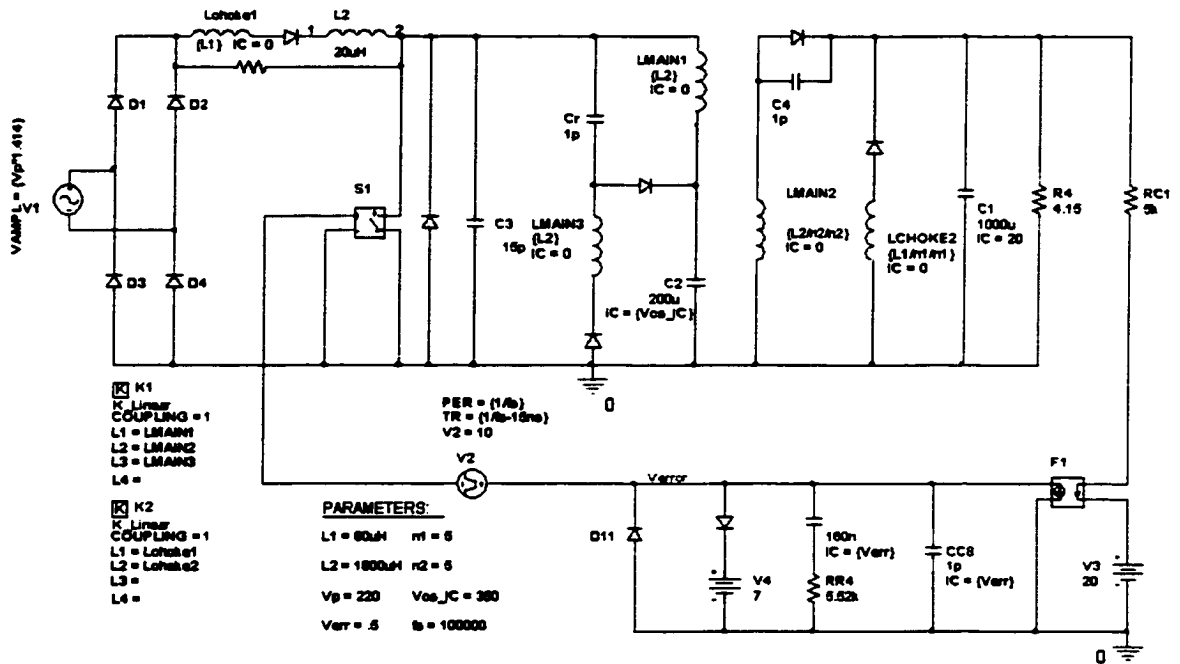 Lchoke1
{L1} IC = 0
1
L2
20uH
2
D1
D2
VAMPL = {Vp*1.414}
V1
D3
D4
S1
C3
15p
Cr
1p
LMAIN1
{L2}
IC = 0
LMAIN3
{L2}
IC = 0
C2
200u
IC = {Vcs_IC}
C4
1p
LMAIN2
{L2/n2/n2}
IC = 0
LCHOKE2
{L1/n1/n1}
IC = 0
C1
1000u
IC = 20
R4
4.15
RC1
5k
0
K K1
K_Linear
COUPLING = 1
L1 = LMAIN1
L2 = LMAIN2
L3 = LMAIN3
L4 =
K K2
K_Linear
COUPLING = 1
L1 = Lchoke1
L2 = Lchoke2
L3 =
L4 =
PER = {1/fs}
TR = {1/fs-15ns}
V2 = 10
V2
PARAMETERS:
L1 = 60uH n1 = 5
L2 = 1800uH n2 = 5
Vp = 220 Vcs_IC = 360
Verr = .5 fs = 100000
Verror
F1
D11
V4
7
160n
IC = {Verr}
RR4
5.52k
CC8
1p
IC = {Verr}
V3
20
0